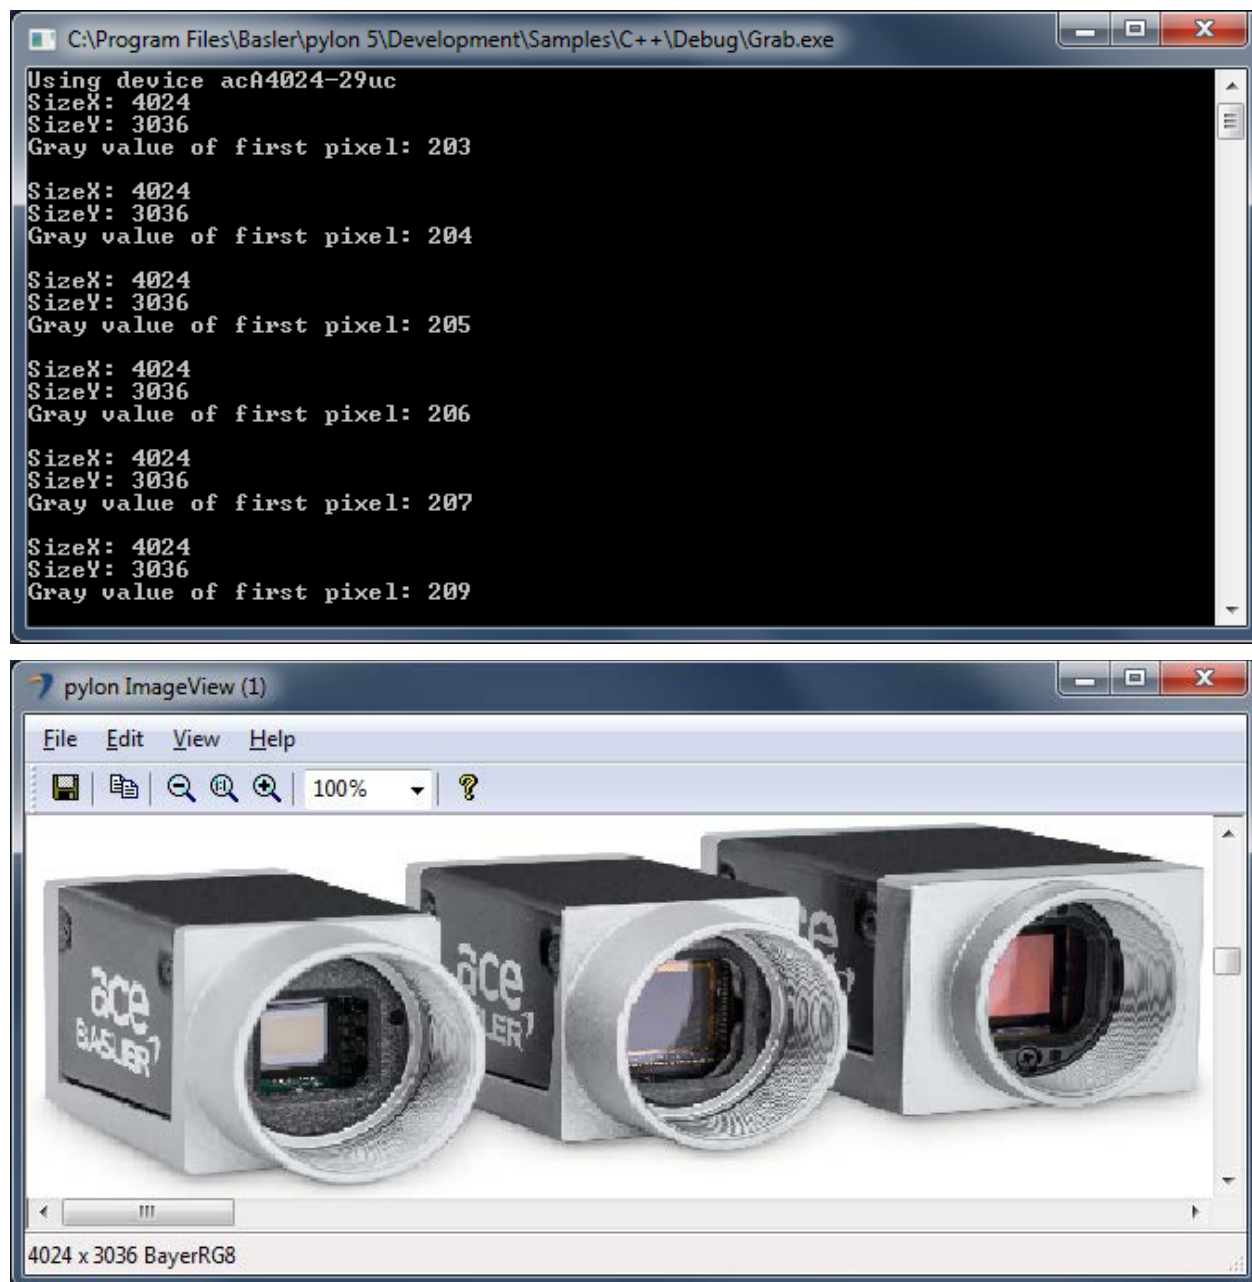 C:\Program Files\Basler\pylon 5\Development\Samples\C++\Debug\Grab.exe
Using device acA4024-29uc
SizeX: 4024
SizeY: 3036
Gray value of first pixel: 203
SizeX: 4024
SizeY: 3036
Gray value of first pixel: 204
SizeX: 4024
SizeY: 3036
Gray value of first pixel: 205
SizeX: 4024
SizeY: 3036
Gray value of first pixel: 206
SizeX: 4024
SizeY: 3036
Gray value of first pixel: 207
SizeX: 4024
SizeY: 3036
Gray value of first pixel: 209
pylon ImageView (1)
File Edit View Help
100%
ace
BASLER
ace
4024 x 3036 BayerRG8